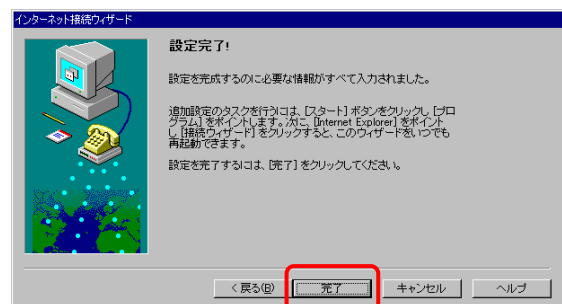 インターネット接続ウィザード
設定完了!
設定を完成するのに必要な情報がすべて入力されました。
追加設定のタスクを行うには、[スタート] ボタンをクリックし、[プロ
グラム] をポイントします。次に、[Internet Explorer] をポイント
し、[接続ウィザード] をクリックすると、このウィザードをいつでも
再起動できます。
設定を完了するには、[完了] をクリックしてください。
< 戻る(B)
完了
キャンセル
ヘルプ